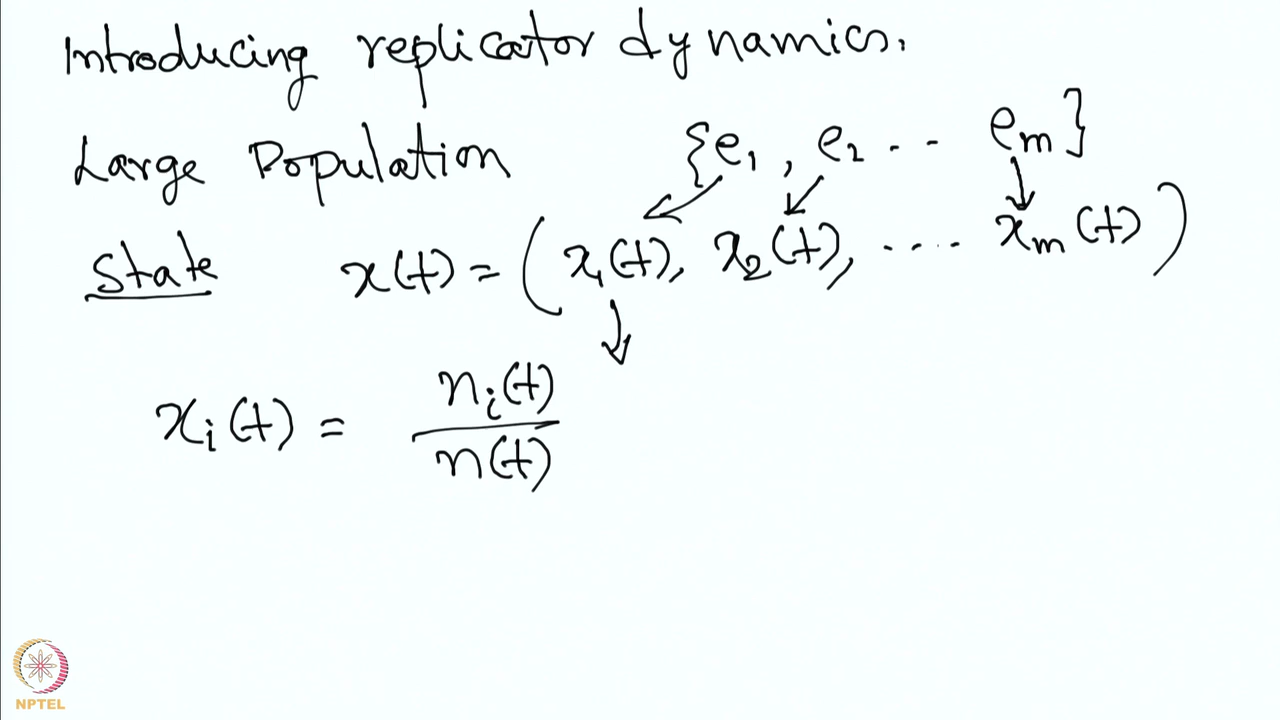 Introducing replicator dynamics.
Large Population {e₁, e₂ .. eₘ}
State x(t) = (x₁(t), x₂(t), .... xₘ(t))
xᵢ(t) = nᵢ(t) / n(t)
NPTEL